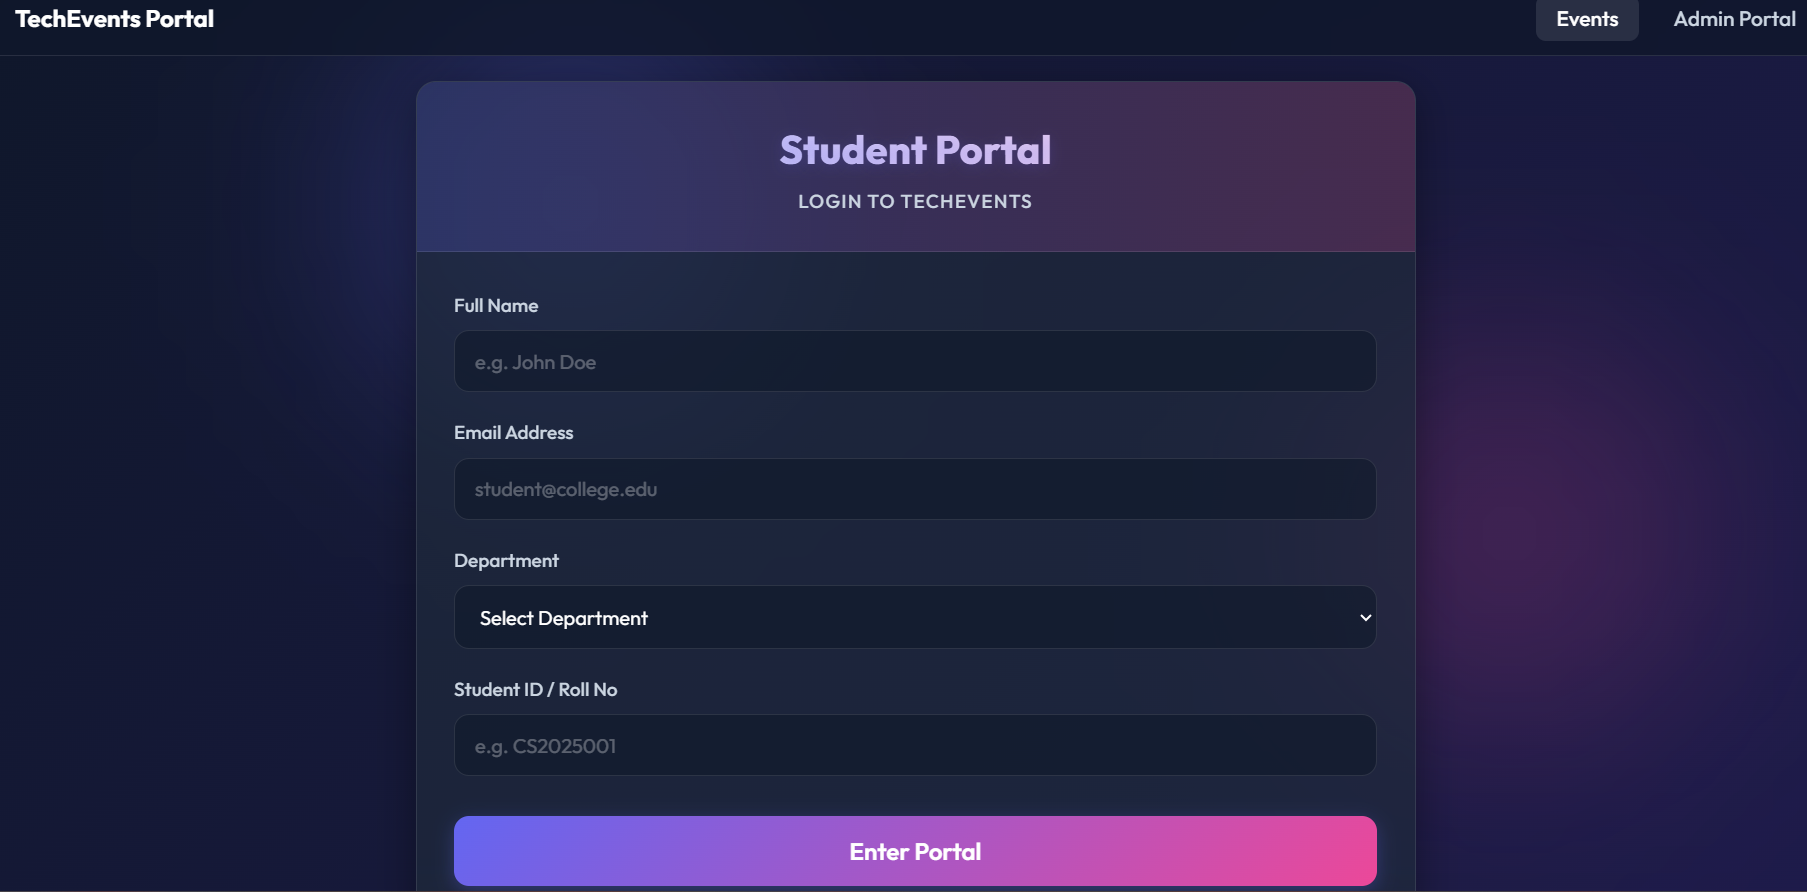 TechEvents Portal
Events
Admin Portal
Student Portal
LOGIN TO TECHEVENTS
Full Name
e.g. John Doe
Email Address
student@college.edu
Department
Select Department
Student ID / Roll No
e.g. CS2025001
Enter Portal